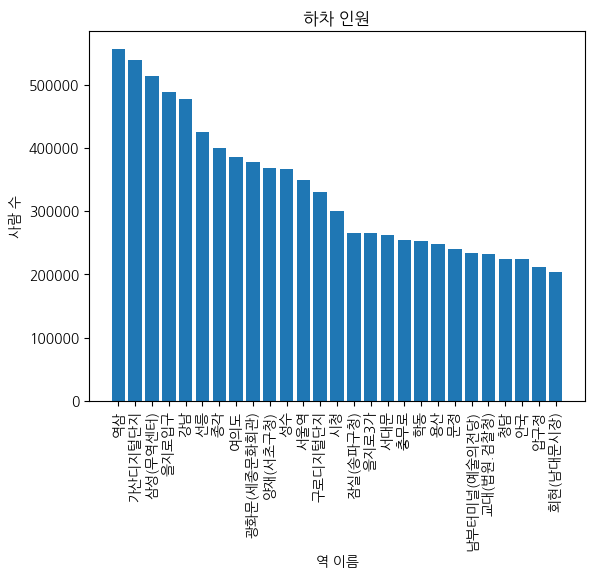 하차 인원
사람 수
500000
400000
300000
200000
100000
0
역삼
가산디지털단지
삼성(무역센터)
을지로입구
강남
선릉
종각
여의도
광화문(세종문화회관)
양재(서초구청)
성수
서울역
구로디지털단지
시청
잠실(송파구청)
을지로3가
서대문
충무로
학동
용산
문정
남부터미널(예술의전당)
교대(법원.검찰청)
청담
안국
압구정
회현(남대문시장)
역 이름